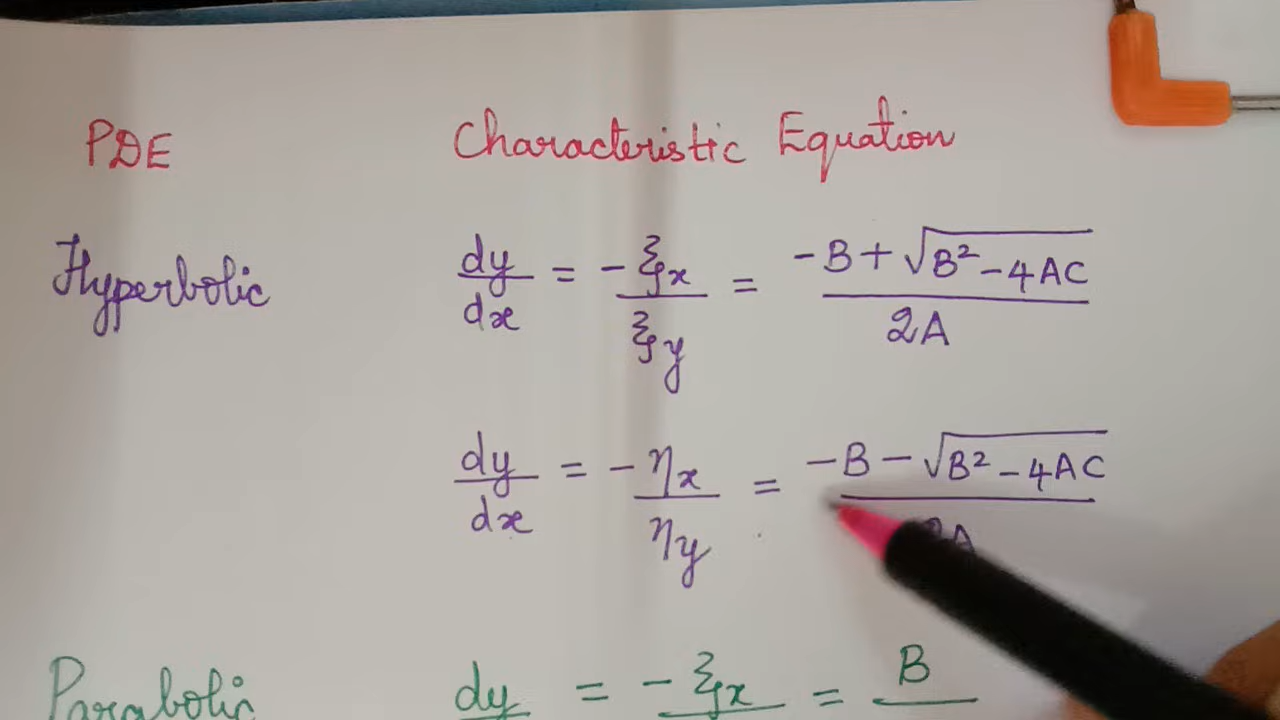 PDE Characteristic Equation
Hyperbolic dy/dx = -ξx/ξy = (-B + √(B² - 4AC))/2A
dy/dx = -ηx/ηy = (-B - √(B² - 4AC))/2A
Parabolic dy = -ξx = B